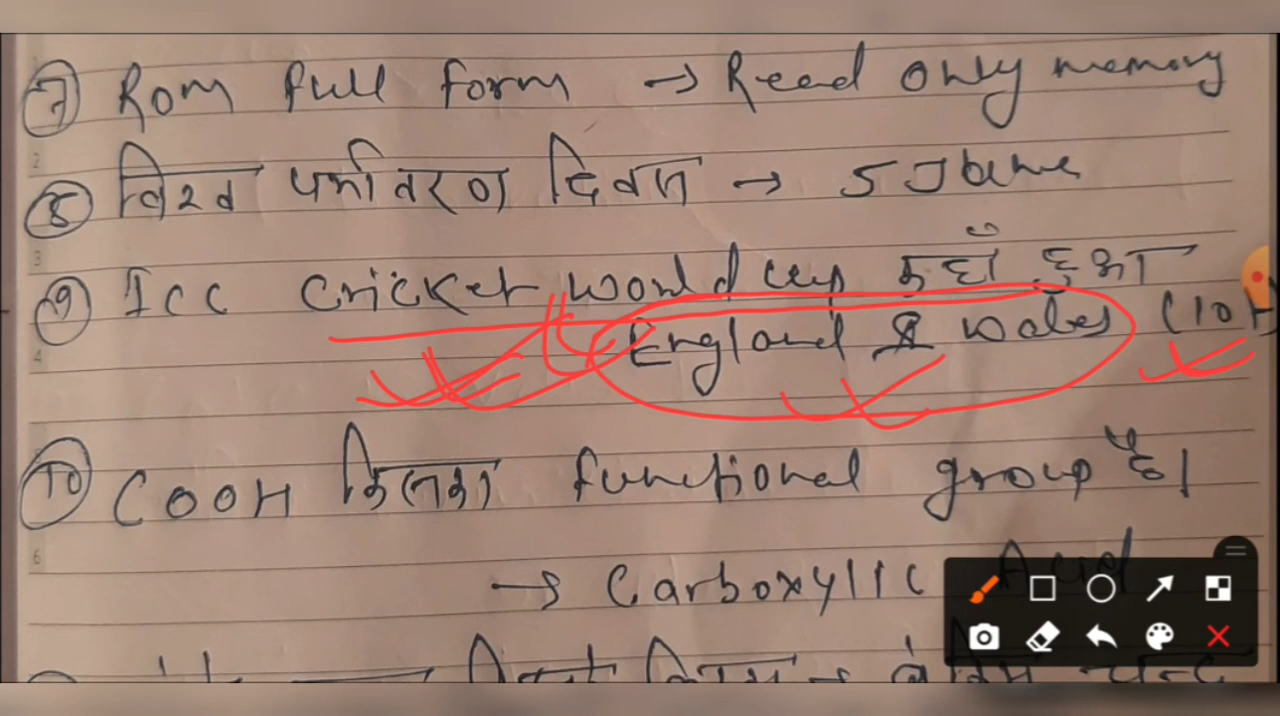 ⑦ Rom full form → Read only memory
⑧ विश्व पर्यावरण दिवस → 5 June
⑨ ICC Cricket world cup कहाँ हुआ
England & Wales (10
⑩ COOH किसका functional group है।
→ Carboxylic Acid